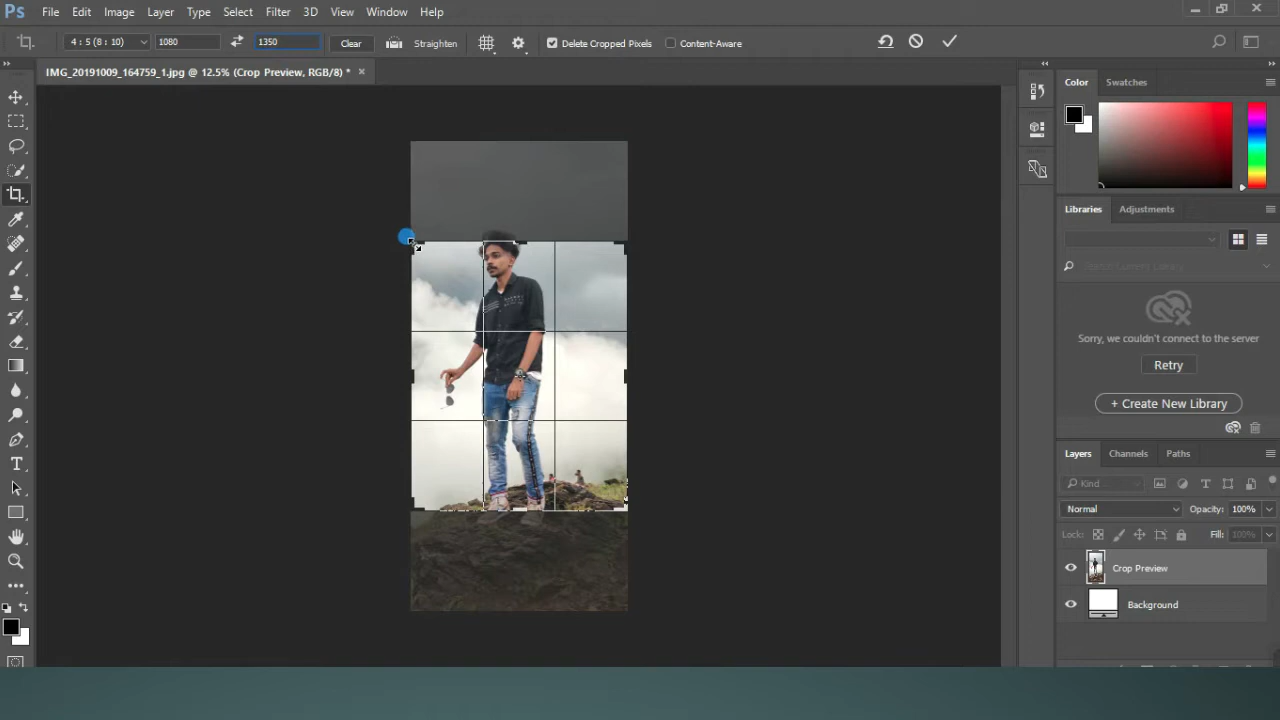 Ps File Edit Image Layer Type Select Filter 3D View Window Help
4 : 5 (8 : 10) 1080 1350 Clear Straighten Delete Cropped Pixels Content-Aware
IMG_20191009_164759_1.jpg @ 12.5% (Crop Preview, RGB/8) *
Color Swatches
Libraries Adjustments
Search Current Library
Sorry, we couldn't connect to the server
Retry
+ Create New Library
Layers Channels Paths
Kind
Normal Opacity: 100%
Lock: Fill: 100%
Crop Preview
Background